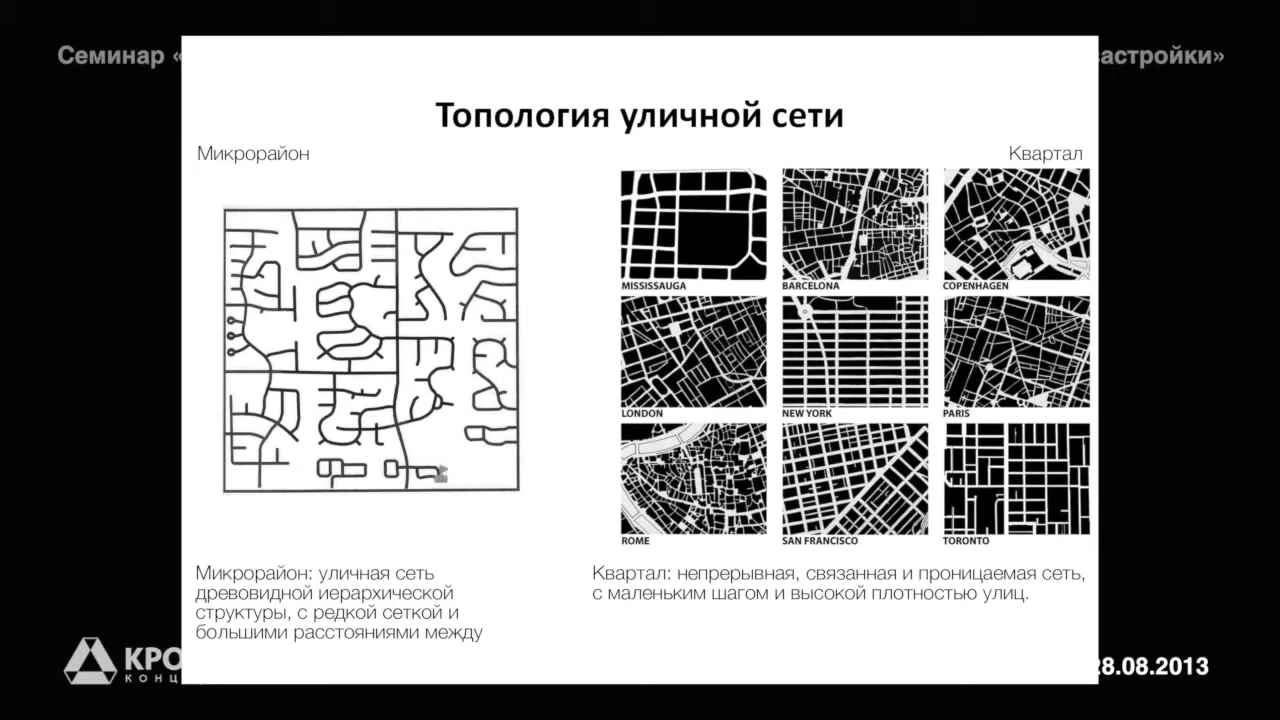 Семинар «
астройки»
Топология уличной сети
Микрорайон
Квартал
MISSISSAUGA
BARCELONA
COPENHAGEN
LONDON
NEW YORK
PARIS
ROME
SAN FRANCISCO
TORONTO
Микрорайон: уличная сеть
древовидной иерархической
структуры, с редкой сеткой и
большими расстояниями между
Квартал: непрерывная, связанная и проницаемая сеть,
с маленьким шагом и высокой плотностью улиц.
КРО
КОНЦ
28.08.2013